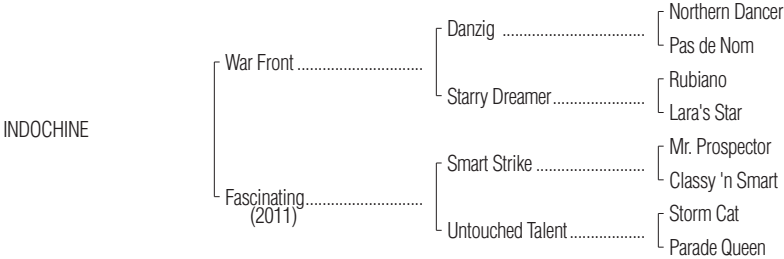 Northern Dancer
Danzig ..................................
Pas de Nom
War Front ..............................
Rubiano
Starry Dreamer......................
Lara's Star
INDOCHINE
Mr. Prospector
Smart Strike ..........................
Classy 'n Smart
Fascinating............................
(2011)
Storm Cat
Untouched Talent..................
Parade Queen